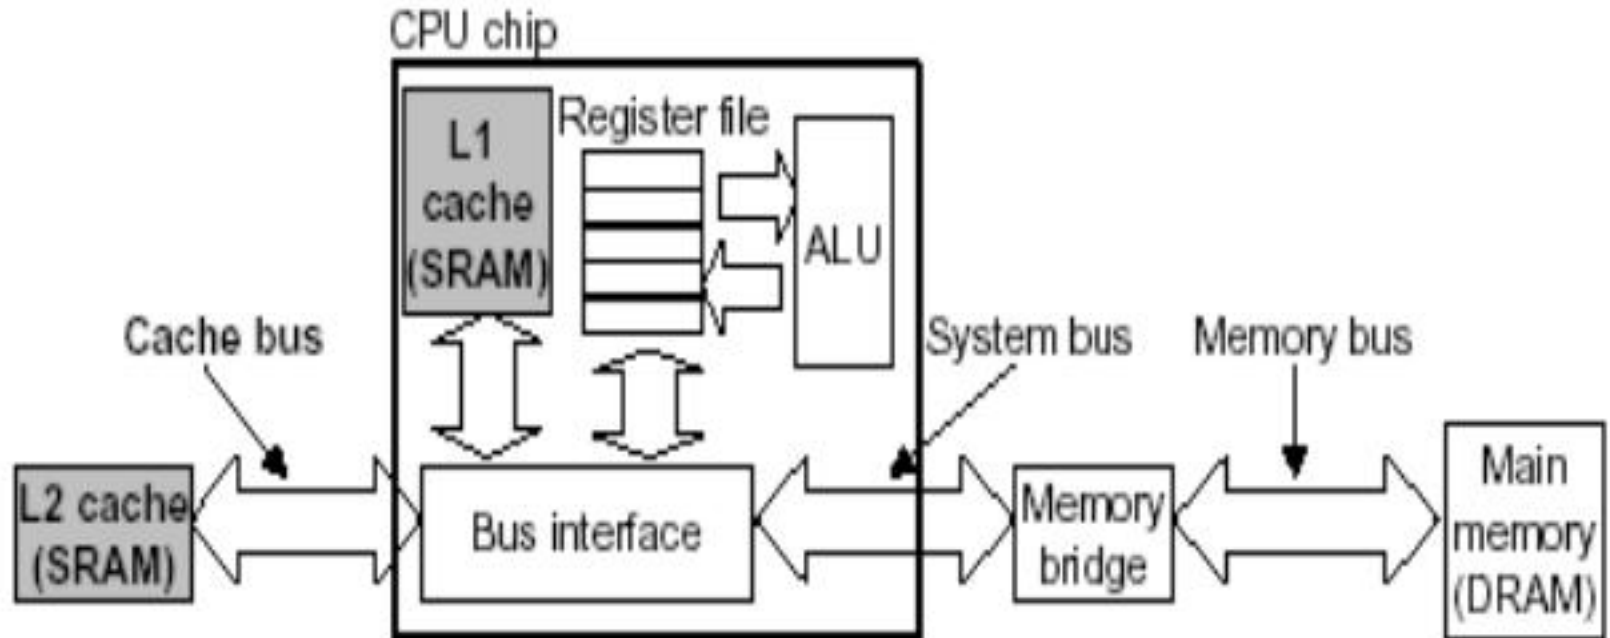 CPU chip
L1
cache
(SRAM)
Register file
ALU
Cache bus
System bus
Memory bus
L2 cache
(SRAM)
Bus interface
Memory
bridge
Main
memory
(DRAM)